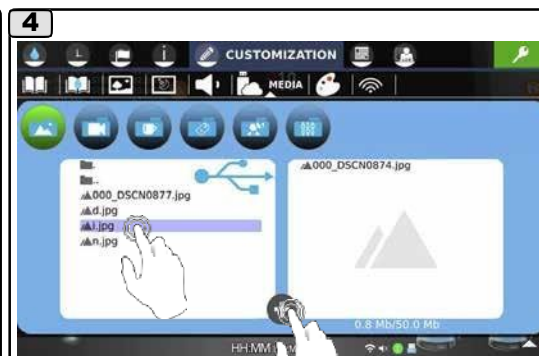 4
CUSTOMIZATION
MEDIA
000_DSCN0877.jpg
d.jpg
i.jpg
n.jpg
000_DSCN0874.jpg
0.8 Mb/50.0 Mb
HH:MM